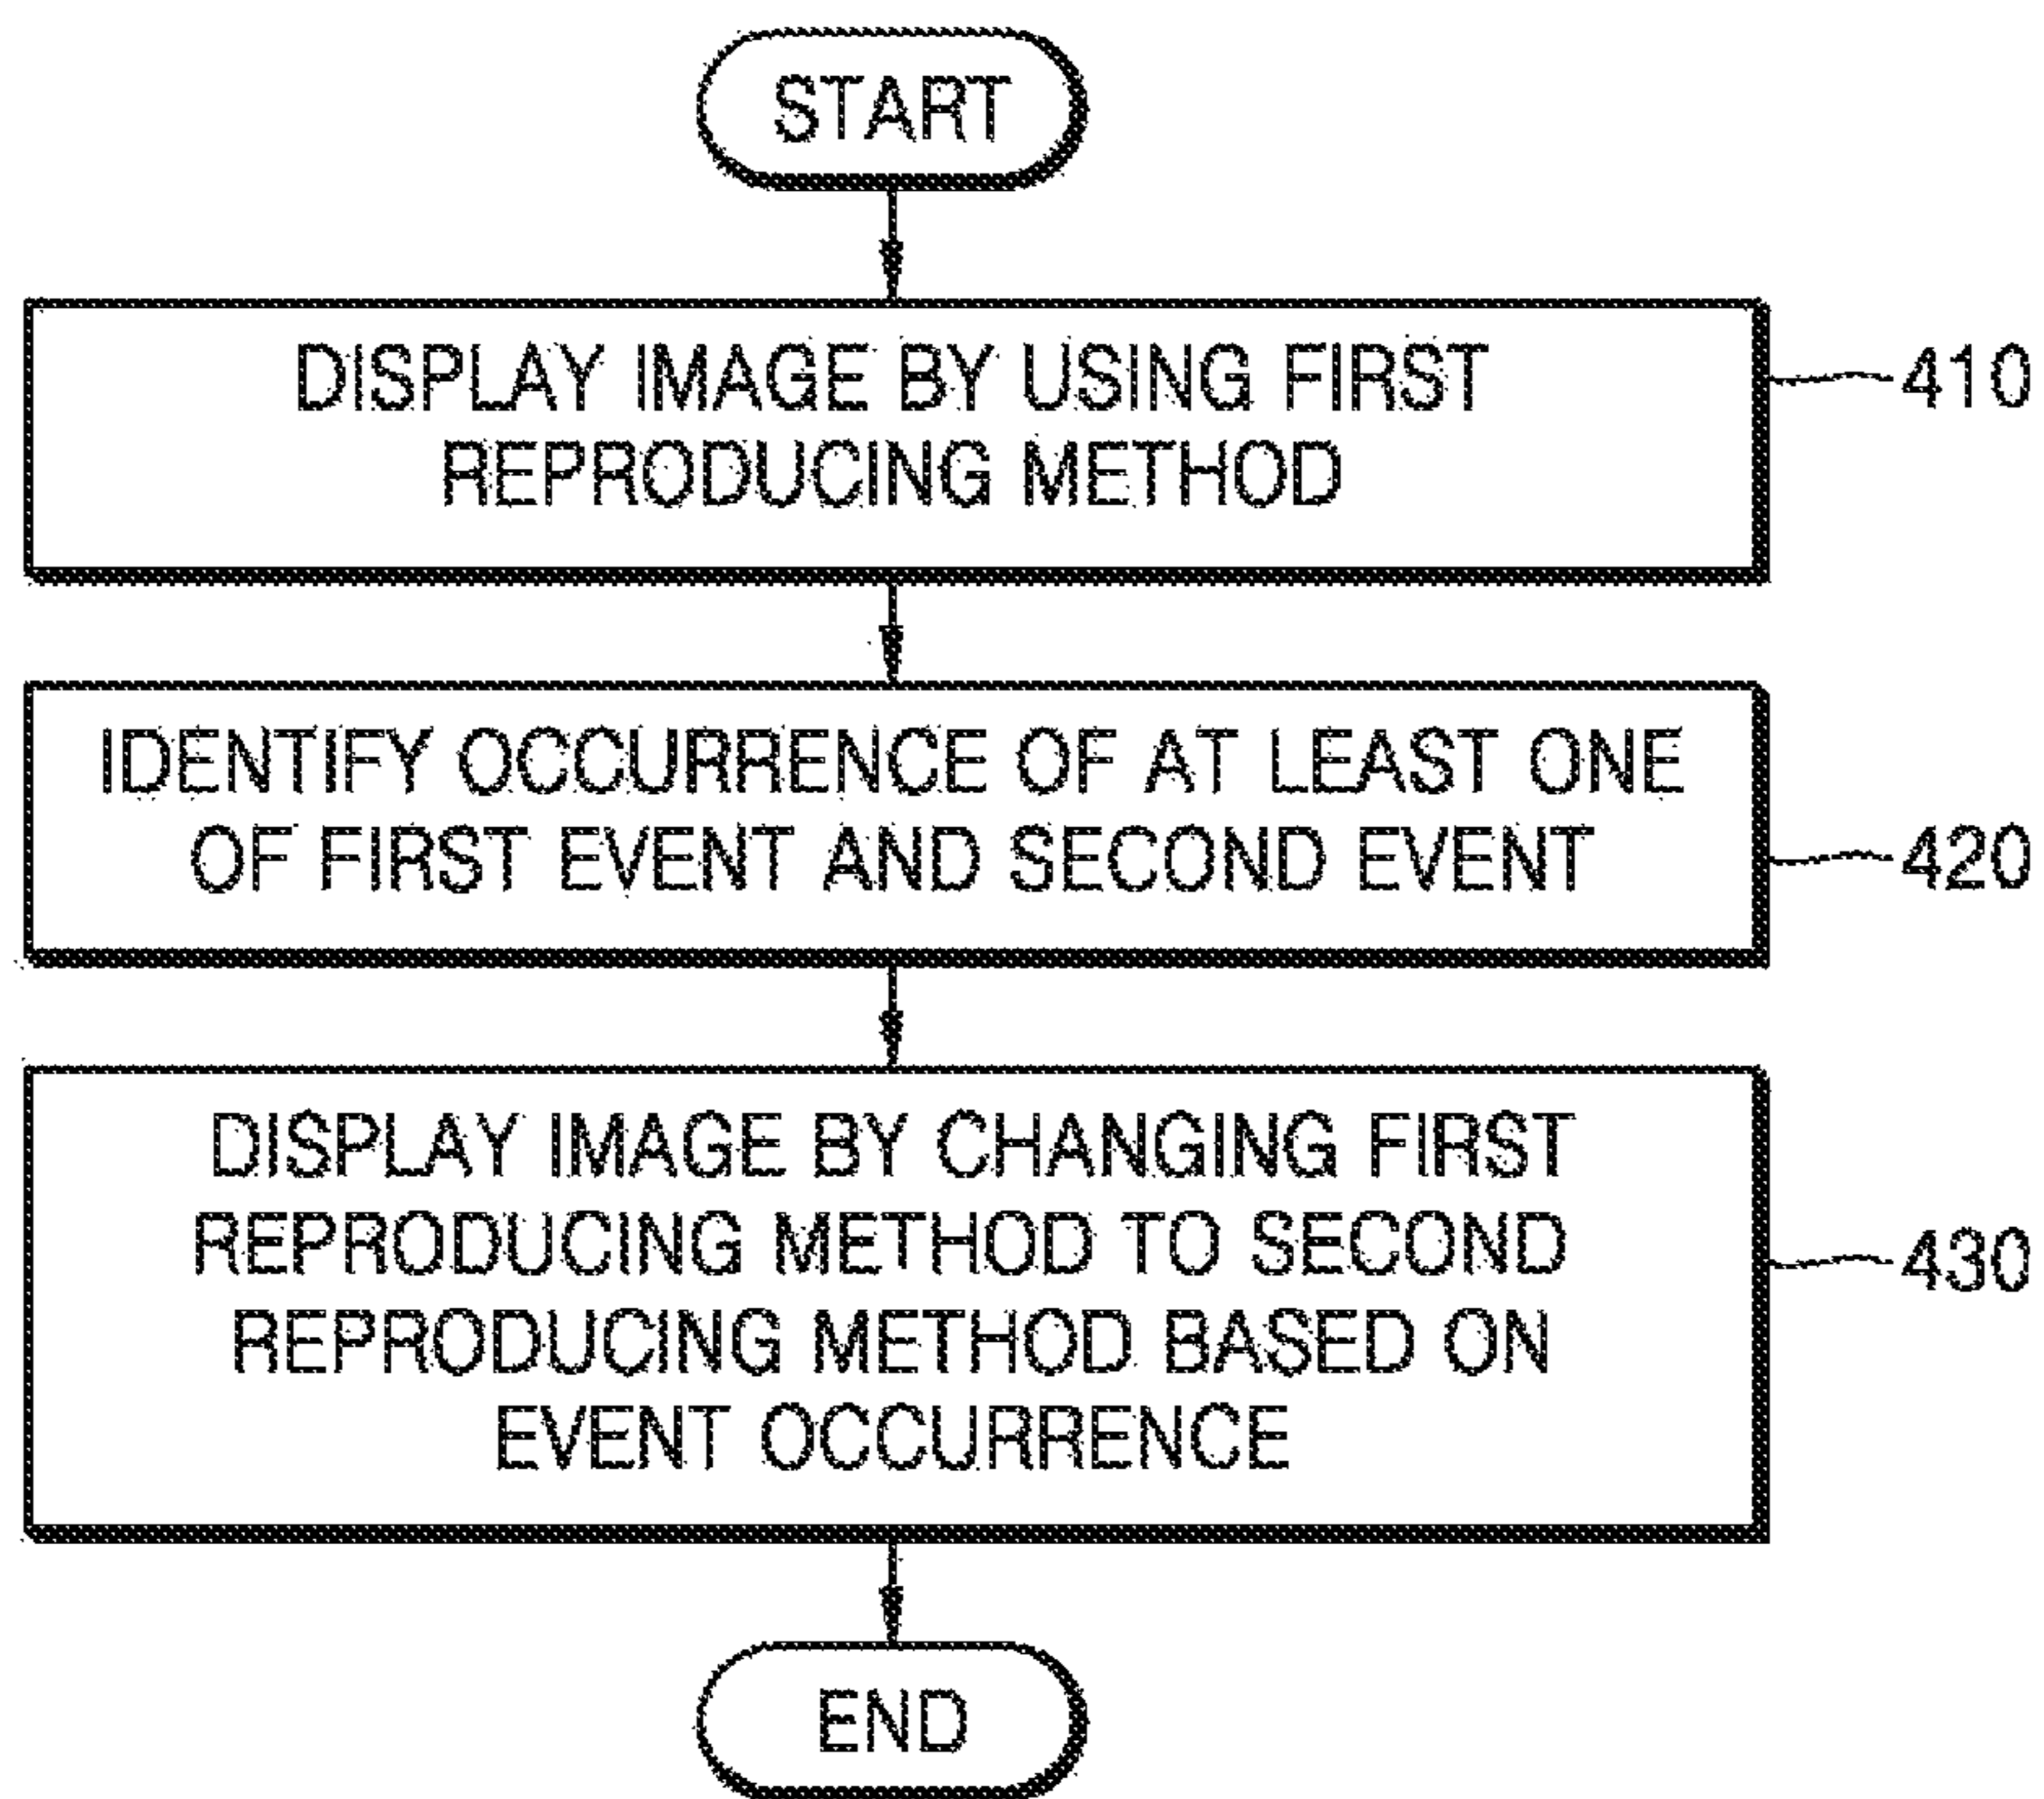 START
DISPLAY IMAGE BY USING FIRST
REPRODUCING METHOD
410
IDENTIFY OCCURRENCE OF AT LEAST ONE
OF FIRST EVENT AND SECOND EVENT
420
DISPLAY IMAGE BY CHANGING FIRST
REPRODUCING METHOD TO SECOND
REPRODUCING METHOD BASED ON
EVENT OCCURRENCE
430
END